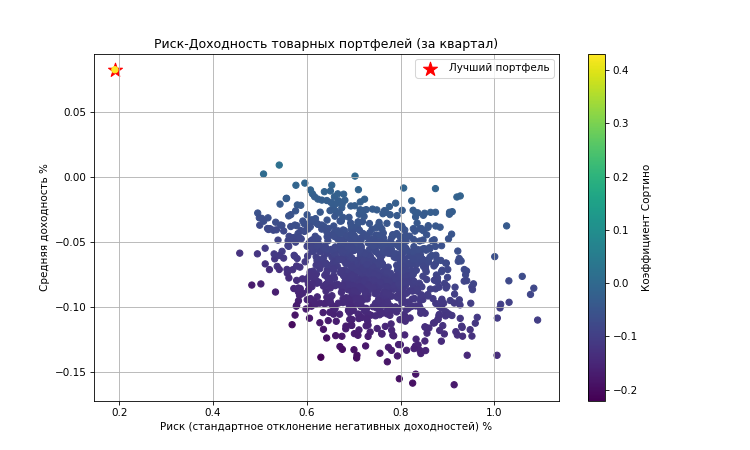 Риск-Доходность товарных портфелей (за квартал)
Лучший портфель
Средняя доходность %
0.05
0.00
−0.05
−0.10
−0.15
0.2 0.4 0.6 0.8 1.0
Риск (стандартное отклонение негативных доходностей) %
0.4
0.3
0.2
0.1
0.0
−0.1
−0.2
Коэффициент Сортино